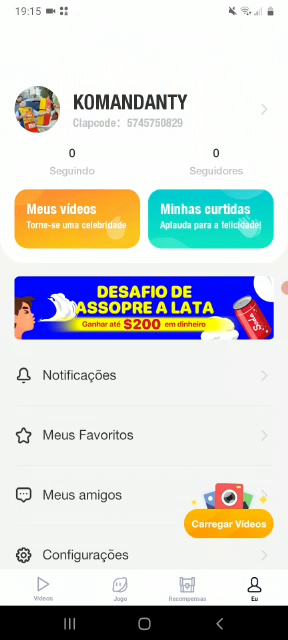 19:15
KOMANDANTY
Clapcode: 5745750829
0
0
Seguindo
Seguidores
Meus vídeos
Torne-se uma celebridade
Minhas curtidas
Aplauda para a felicidade!
DESAFIO DE
ASSOPRE A LATA
Ganhar até $200 em dinheiro
Soda
Notificações
Meus Favoritos
Meus amigos
Carregar Vídeos
Configurações
Vídeos
Jogo
Recompensas
Eu